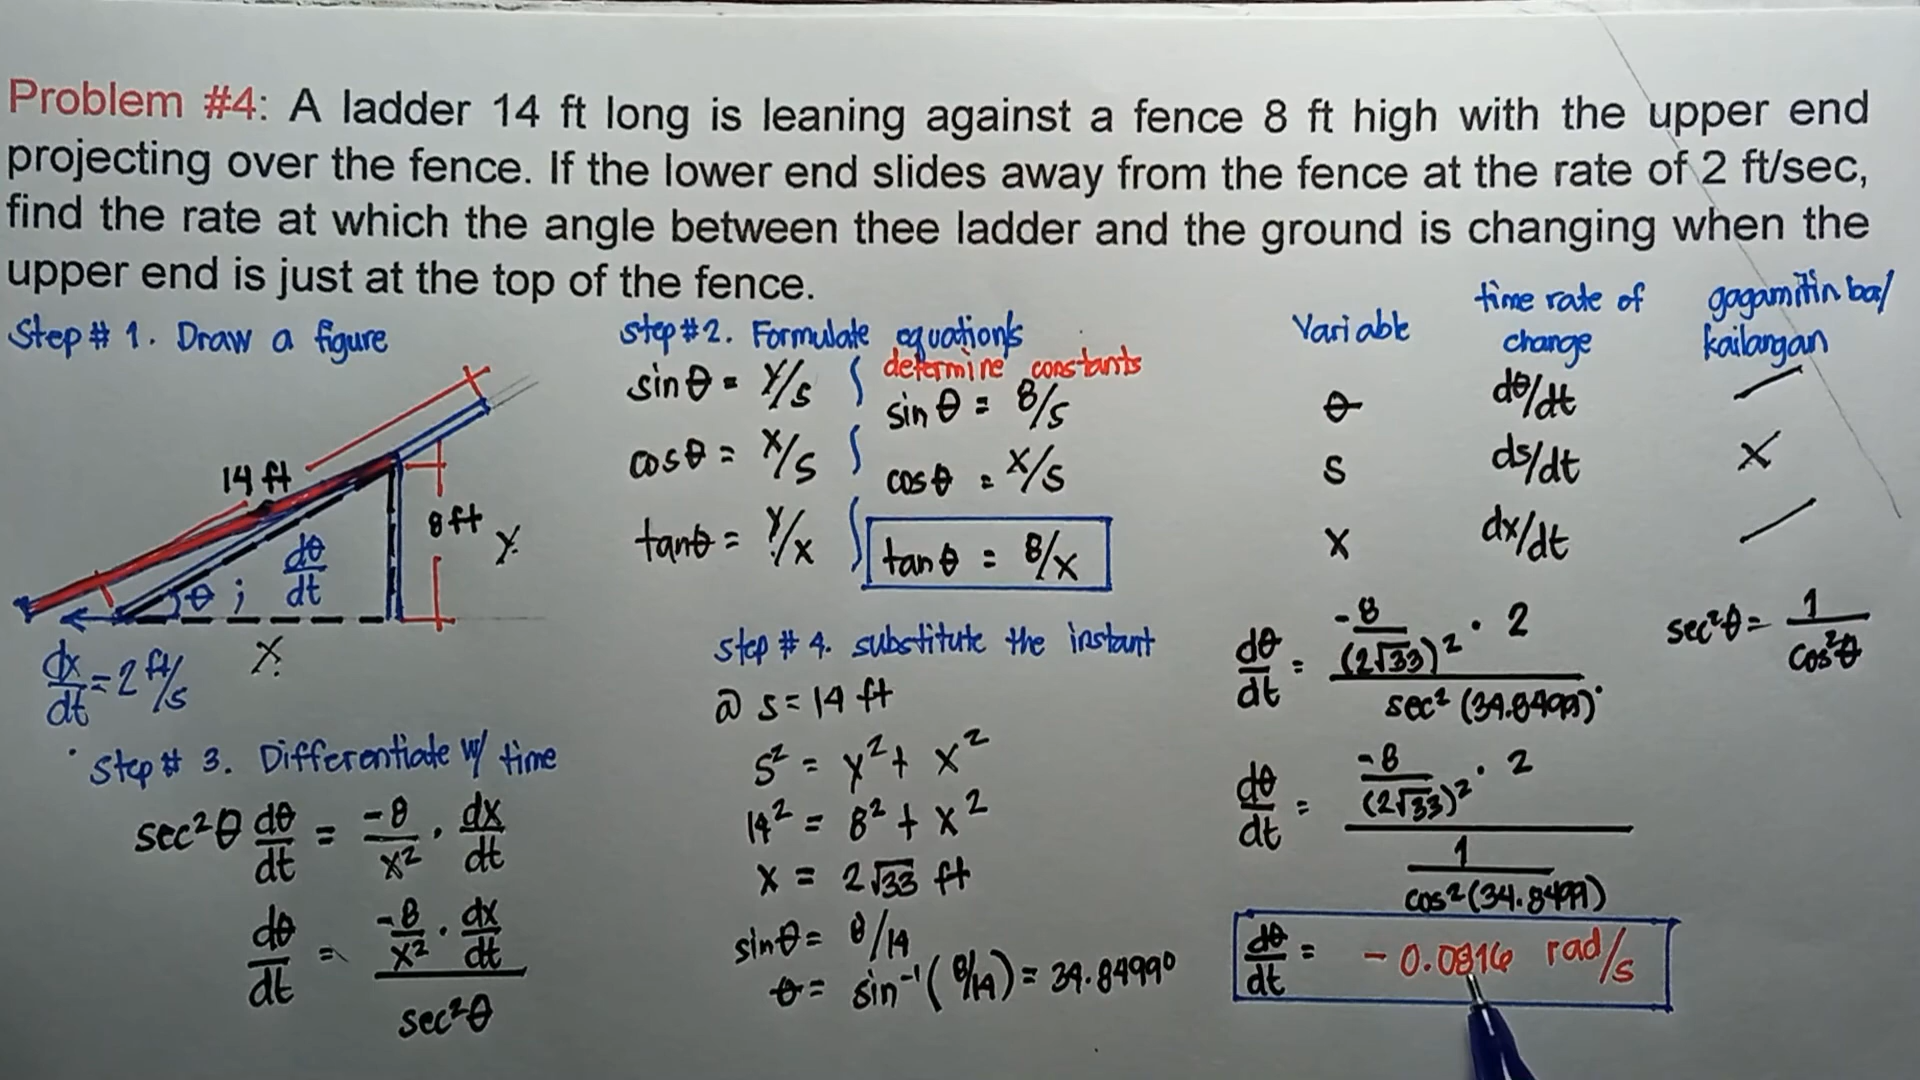 Problem #4: A ladder 14 ft long is leaning against a fence 8 ft high with the upper end
projecting over the fence. If the lower end slides away from the fence at the rate of 2 ft/sec,
find the rate at which the angle between thee ladder and the ground is changing when the
upper end is just at the top of the fence.
Step # 1. Draw a figure
14 ft
8 ft
y
θ ; dθ/dt
x
dx/dt = 2 ft/s
Step #2. Formulate equations
determine constants
sin θ = y/s
cos θ = x/s
tan θ = y/x
sin θ = 8/s
cos θ = x/s
tan θ = 8/x
Variable
time rate of
change
gagamitin ba/
kailangan
θ dθ/dt ⁄
s ds/dt ×
x dx/dt ⁄
Step # 3. Differentiate w/ time
sec²θ dθ/dt = -8/x² · dx/dt
dθ/dt = (-8/x² · dx/dt)/sec²θ
Step # 4. substitute the instant
@ s = 14 ft
s² = y² + x²
14² = 8² + x²
x = 2√33 ft
sin θ = 8/14
θ = sin⁻¹(8/14) = 34.8499°
dθ/dt = (-8/(2√33)² · 2)/sec²(34.8499)°
sec²θ = 1/cos²θ
dθ/dt = (-8/(2√33)² · 2)/(1/cos²(34.8499))
dθ/dt = -0.0816 rad/s